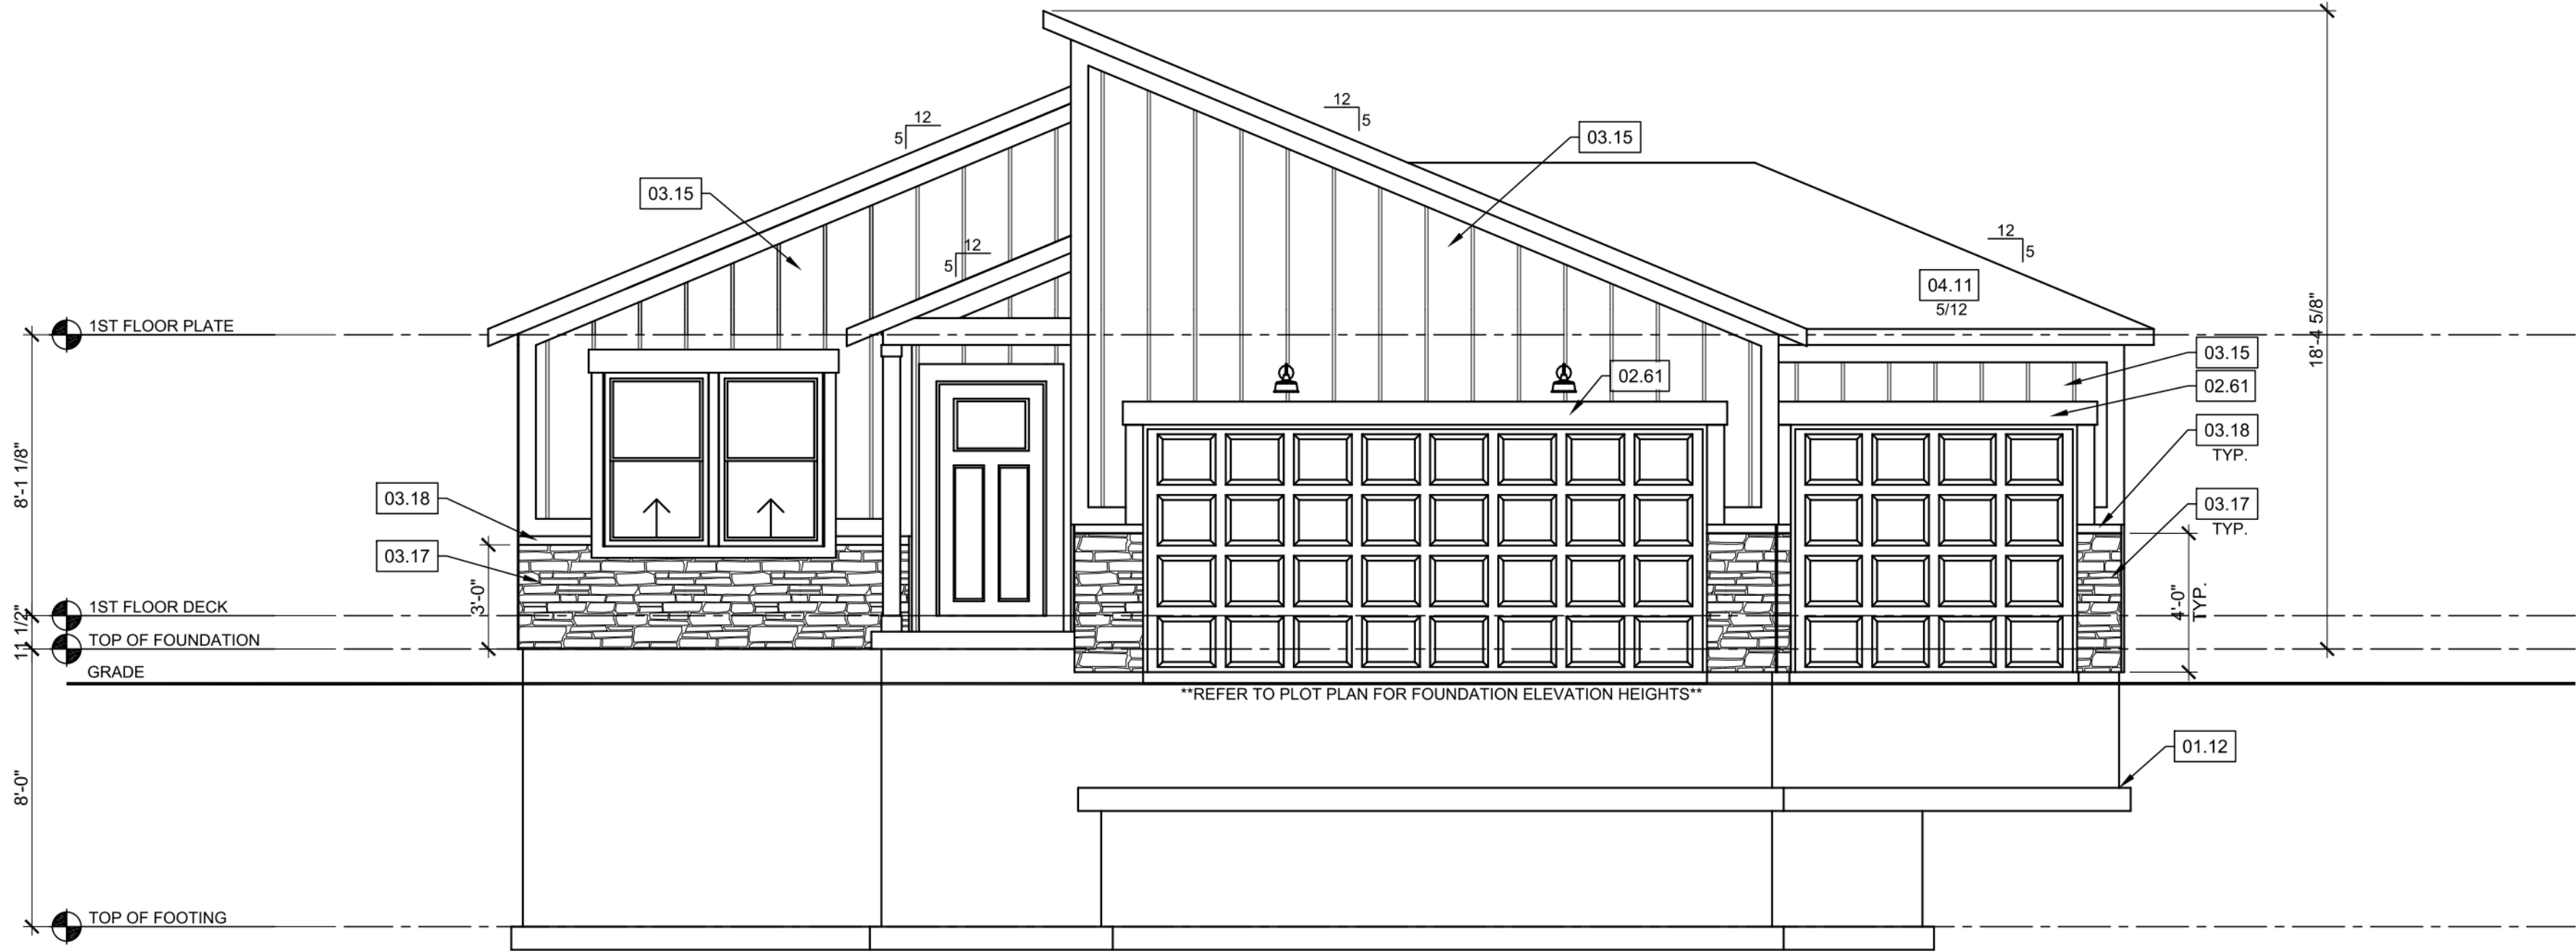 12
5
12
5
03.15
03.15
12
5
12
5
04.11
5/12
18'-4 5/8"
1ST FLOOR PLATE
03.15
02.61
02.61
03.18
TYP.
8'-1 1/8"
03.18
03.17
TYP.
03.17
3'-0"
4'-0"
TYP.
1ST FLOOR DECK
11 1/2"
TOP OF FOUNDATION
GRADE
**REFER TO PLOT PLAN FOR FOUNDATION ELEVATION HEIGHTS**
01.12
8'-0"
TOP OF FOOTING